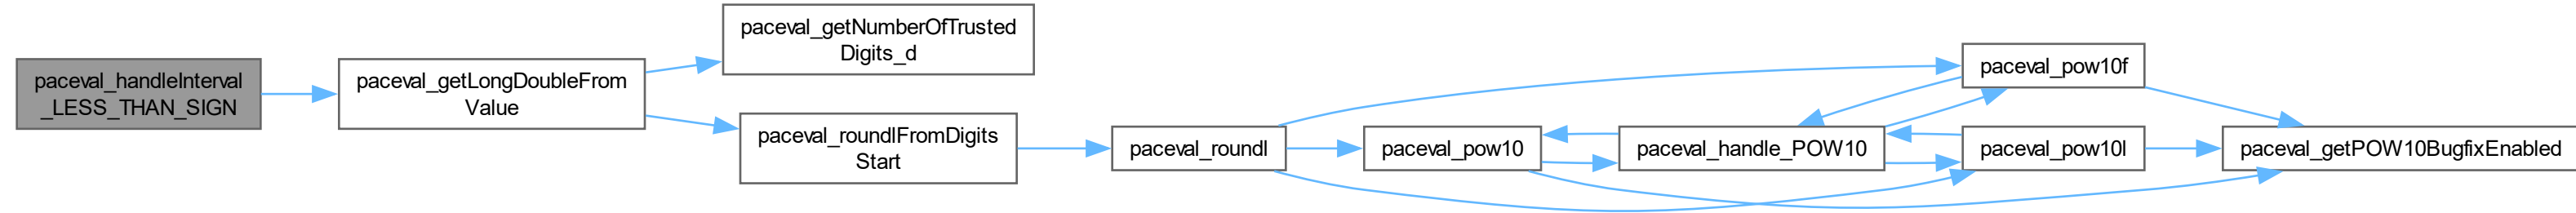 paceval_handleInterval
_LESS_THAN_SIGN
paceval_getLongDoubleFrom
Value
paceval_getNumberOfTrusted
Digits_d
paceval_roundlFromDigits
Start
paceval_roundl
paceval_pow10
paceval_handle_POW10
paceval_pow10f
paceval_pow10l
paceval_getPOW10BugfixEnabled